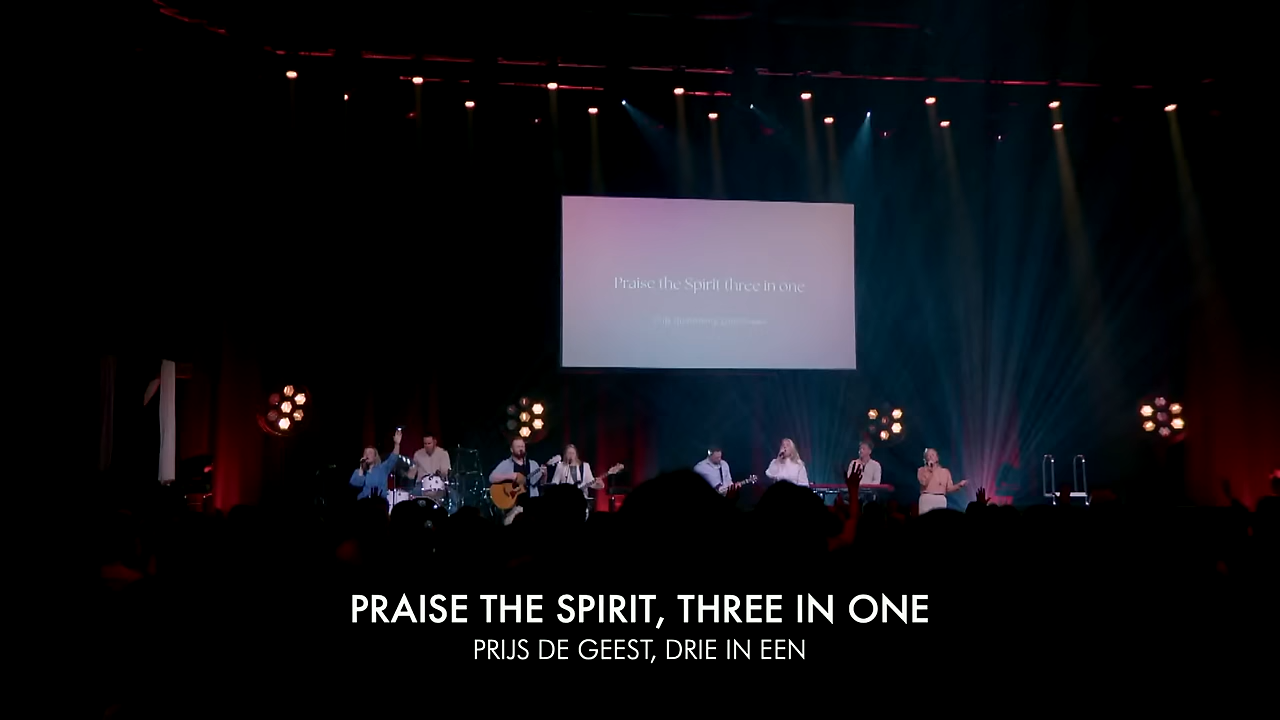 Praise the Spirit three in one
PRAISE THE SPIRIT, THREE IN ONE
PRIJS DE GEEST, DRIE IN EEN